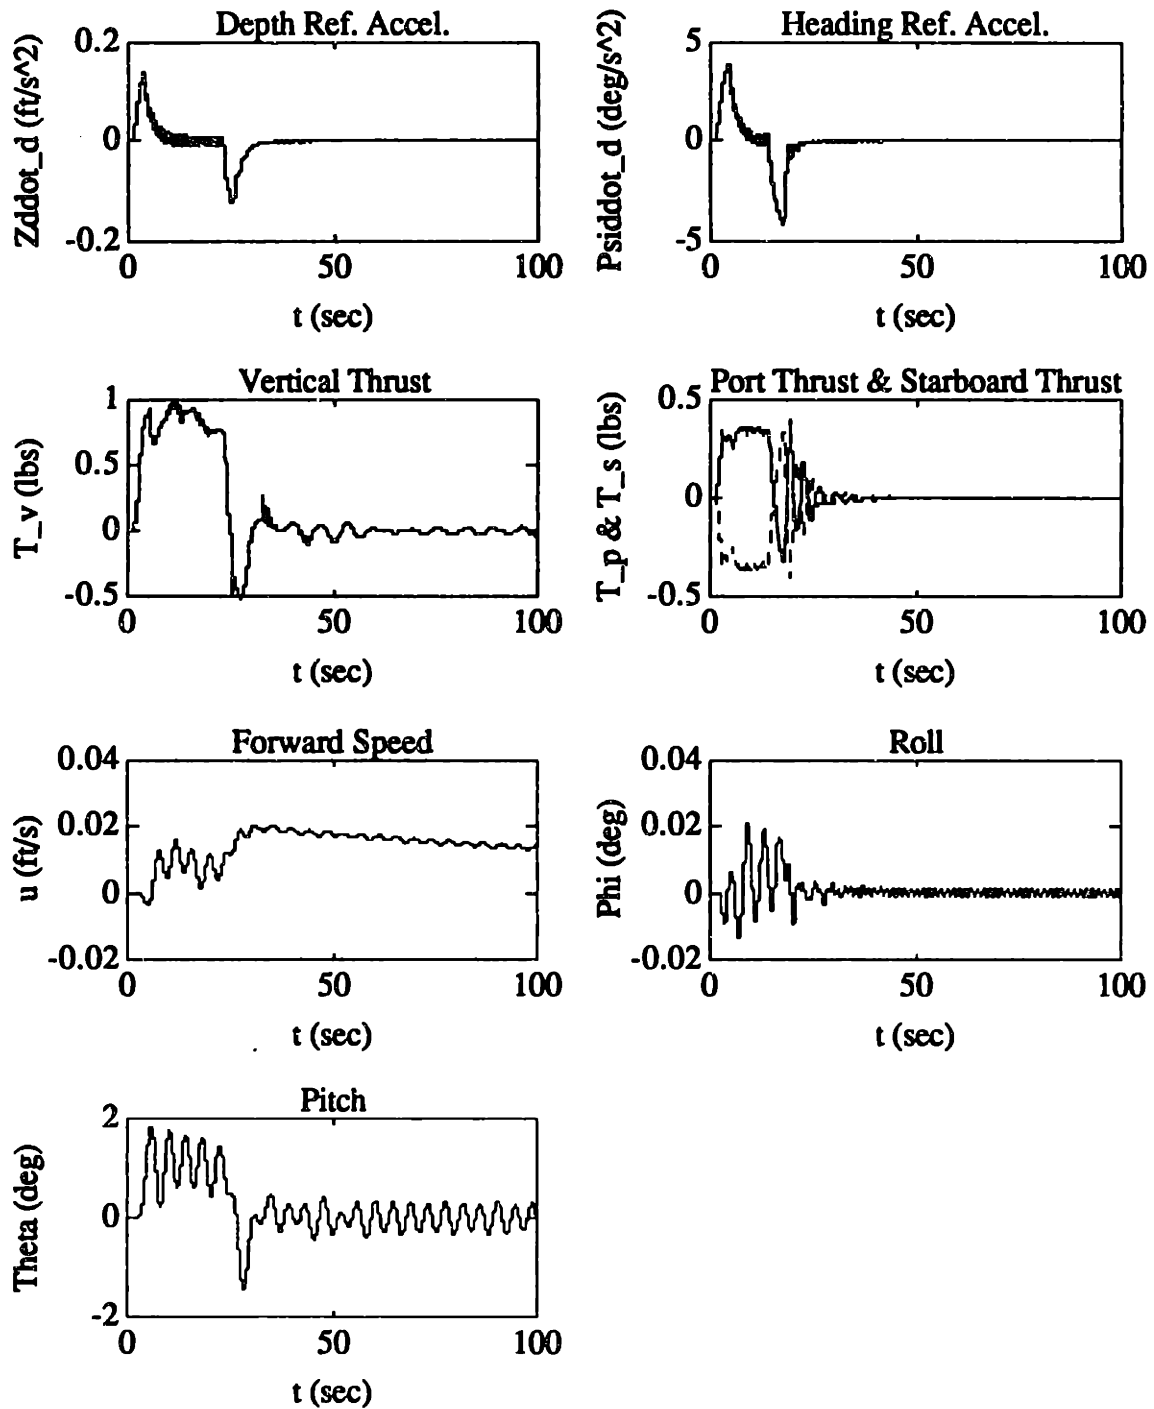 Depth Ref. Accel.
Zddot_d (ft/s^2)
0.2
0
-0.2
0 50 100
t (sec)
Heading Ref. Accel.
Psiddot_d (deg/s^2)
5
0
-5
0 50 100
t (sec)
Vertical Thrust
T_v (lbs)
1
0.5
0
-0.5
0 50 100
t (sec)
Port Thrust & Starboard Thrust
T_p & T_s (lbs)
0.5
0
-0.5
0 50 100
t (sec)
Forward Speed
u (ft/s)
0.04
0.02
0
-0.02
0 50 100
t (sec)
Roll
Phi (deg)
0.04
0.02
0
-0.02
0 50 100
t (sec)
Pitch
Theta (deg)
2
0
-2
0 50 100
t (sec)